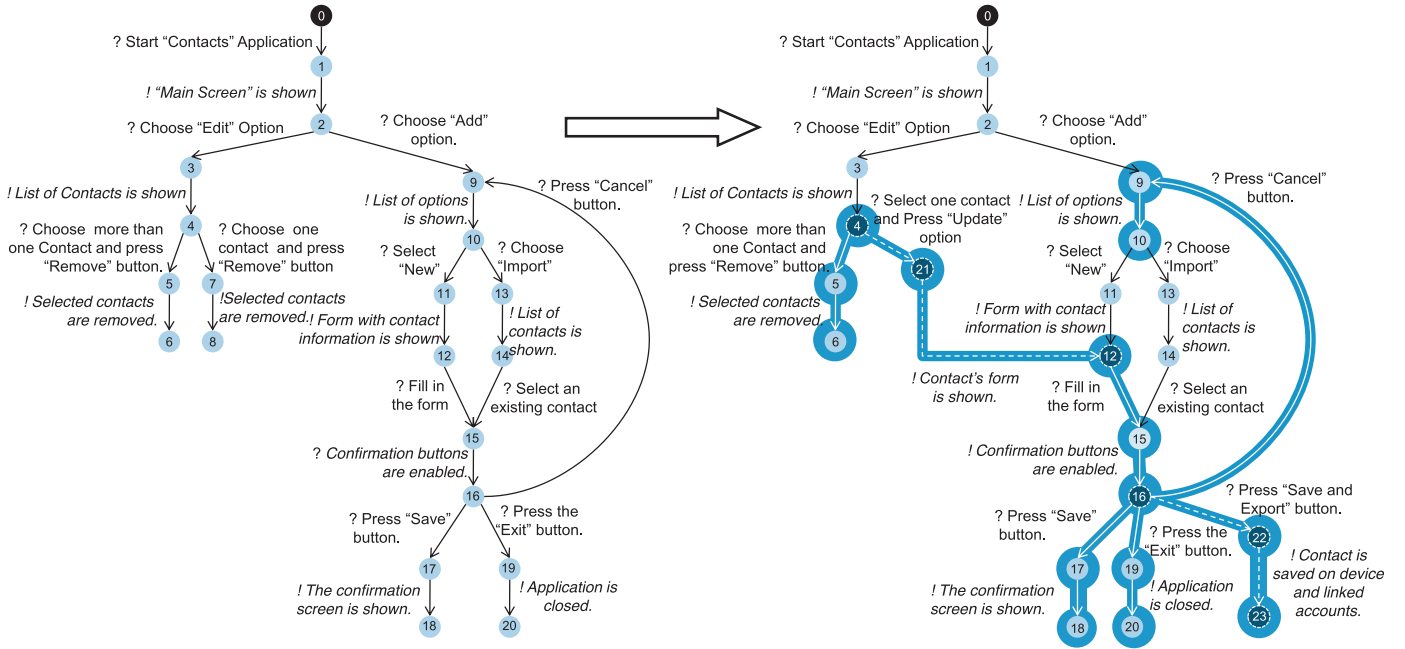 0
? Start “Contacts” Application
1
! “Main Screen” is shown
2
? Choose “Edit” Option
? Choose “Add”
option.
3
9
! List of Contacts is shown
! List of options
is shown.
? Press “Cancel”
button.
4
10
? Choose more than
one Contact and press
“Remove” button.
? Choose one
contact and press
“Remove” button
? Select
“New”
? Choose
“Import”
5
7
11
13
! Selected contacts
are removed.
!Selected contacts
are removed.
! Form with contact
information is shown
! List of
contacts is
shown.
6
8
12
14
? Fill in
the form
? Select an
existing contact
15
? Confirmation buttons
are enabled.
16
? Press “Save”
button.
? Press the
“Exit” button.
17
19
! The confirmation
screen is shown.
! Application is
closed.
18
20
0
? Start “Contacts” Application
1
! “Main Screen” is shown
2
? Choose “Edit” Option
? Choose “Add”
option.
3
9
! List of Contacts is shown
? Select one contact
and Press “Update”
option
! List of options
is shown.
? Press “Cancel”
button.
4
10
? Choose more than
one Contact and
press “Remove” button.
21
? Select
“New”
? Choose
“Import”
5
11
13
! Selected contacts
are removed.
! Form with contact
information is shown
! List of
contacts is
shown.
6
12
14
! Contact’s form
is shown.
? Fill in
the form
? Select an
existing contact
15
! Confirmation buttons
are enabled.
16
? Press “Save”
button.
? Press the
“Exit” button.
? Press “Save and
Export” button.
22
17
19
! The confirmation
screen is shown.
! Application
is closed.
! Contact is
saved on device
and linked
accounts.
18
20
23